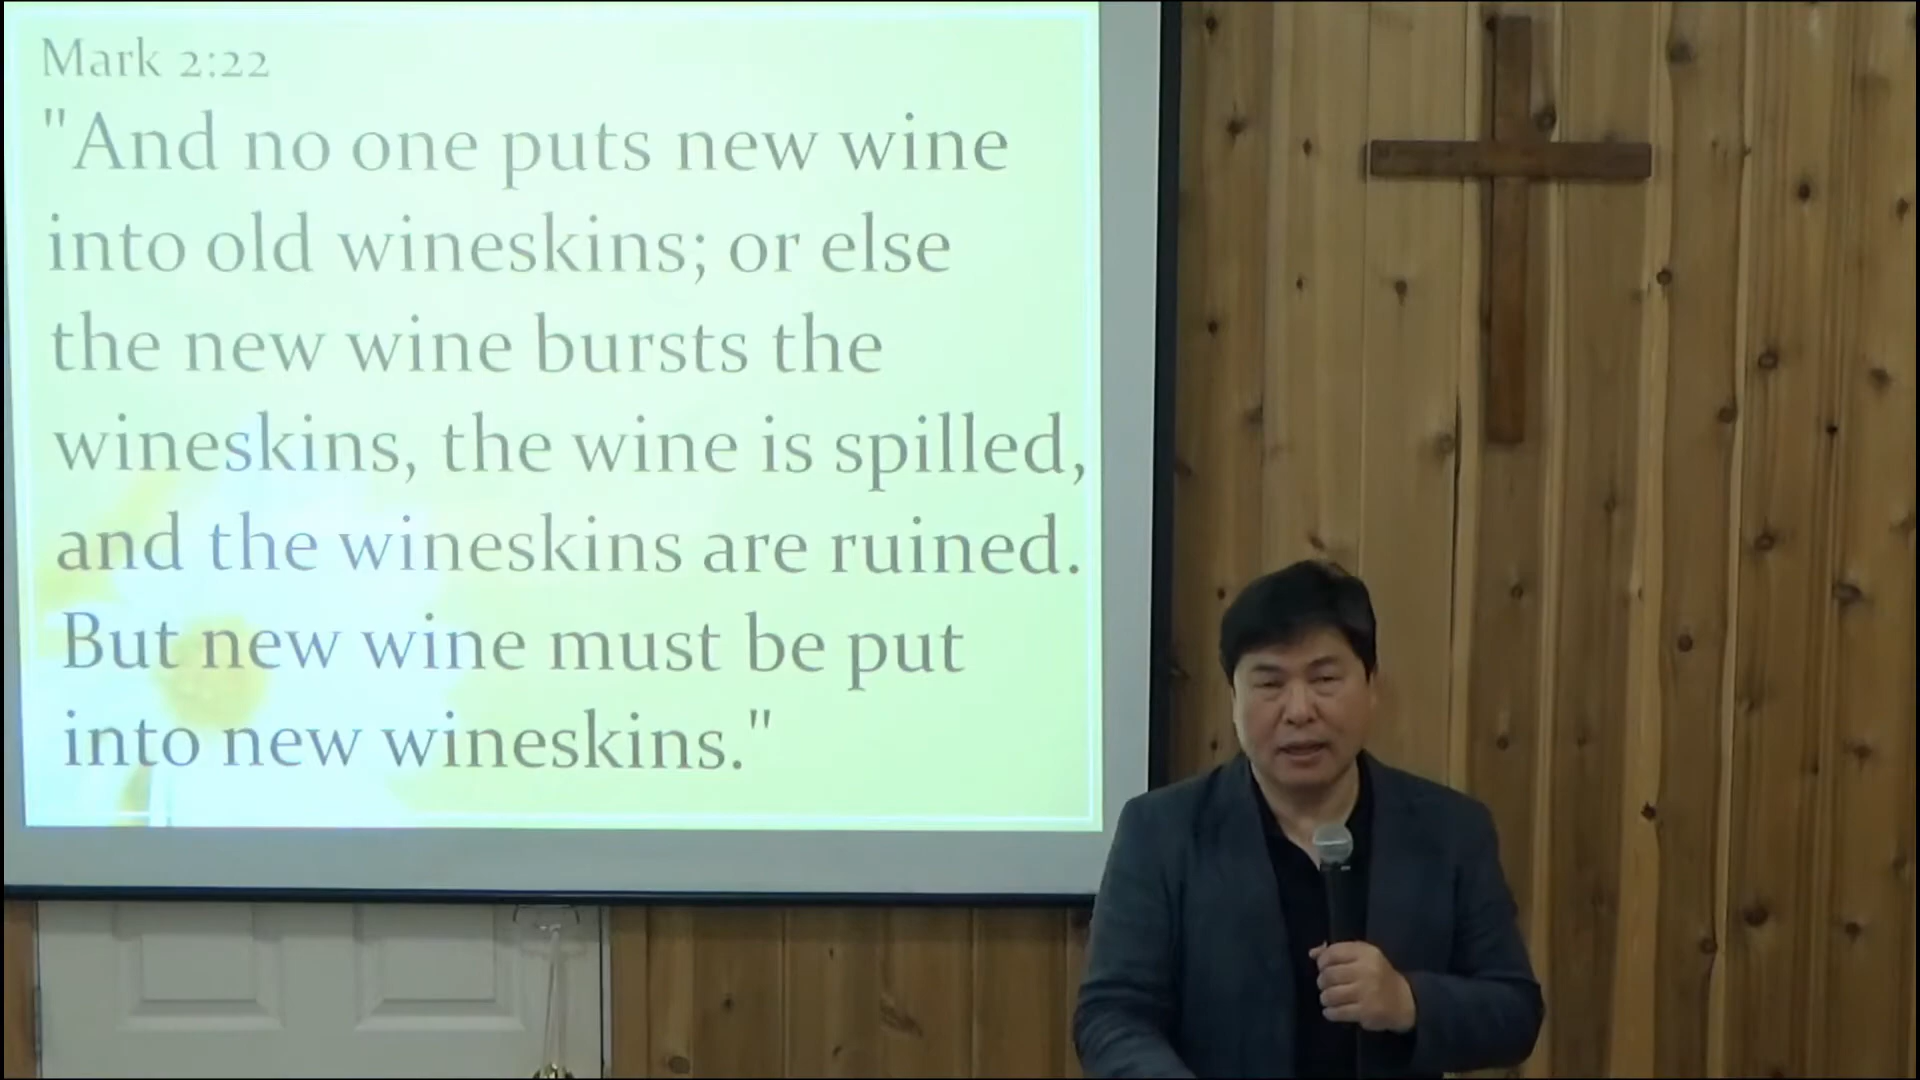 Mark 2:22
"And no one puts new wine
into old wineskins; or else
the new wine bursts the
wineskins, the wine is spilled,
and the wineskins are ruined.
But new wine must be put
into new wineskins."